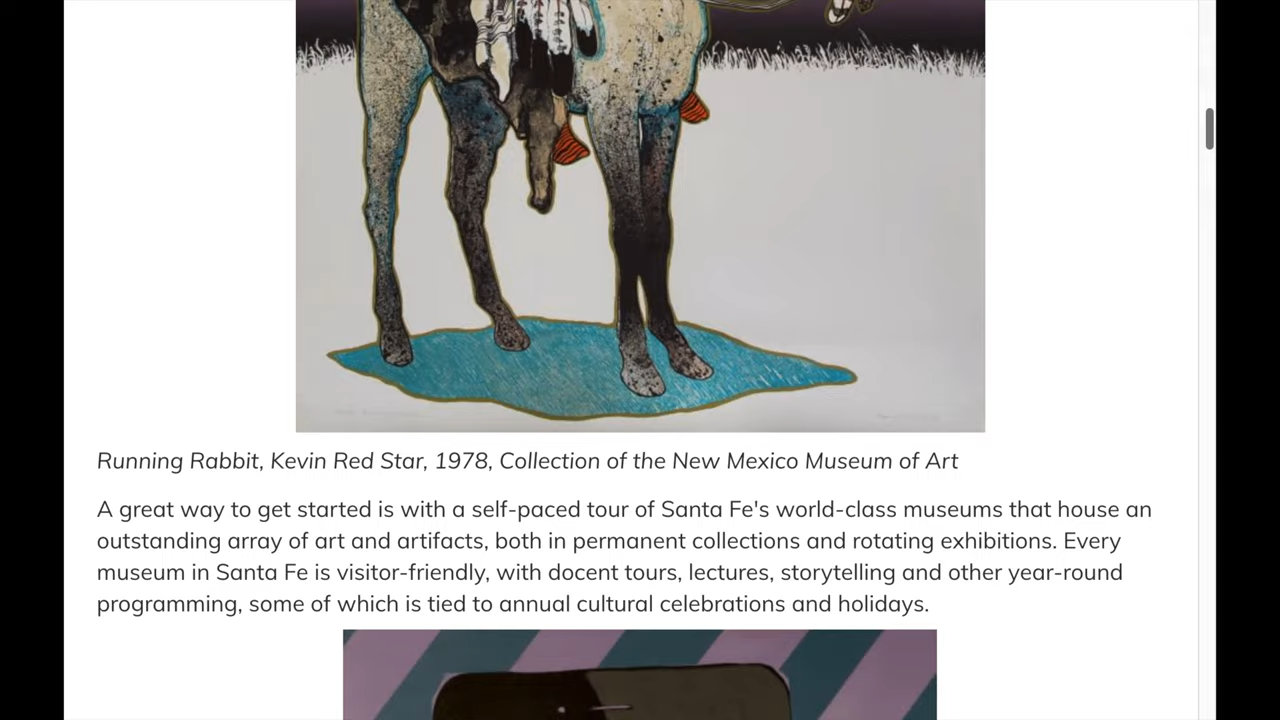 Running Rabbit, Kevin Red Star, 1978, Collection of the New Mexico Museum of Art
A great way to get started is with a self-paced tour of Santa Fe's world-class museums that house an
outstanding array of art and artifacts, both in permanent collections and rotating exhibitions. Every
museum in Santa Fe is visitor-friendly, with docent tours, lectures, storytelling and other year-round
programming, some of which is tied to annual cultural celebrations and holidays.